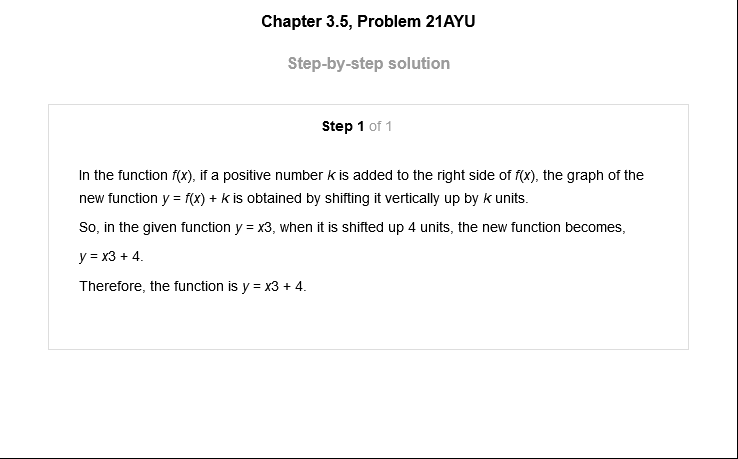 Chapter 3.5, Problem 21AYU
Step-by-step solution
Step 1 of 1
In the function f(x), if a positive number k is added to the right side of f(x), the graph of the
new function y = f(x) + k is obtained by shifting it vertically up by k units.
So, in the given function y = x3, when it is shifted up 4 units, the new function becomes,
y = x3 + 4.
Therefore, the function is y = x3 + 4.